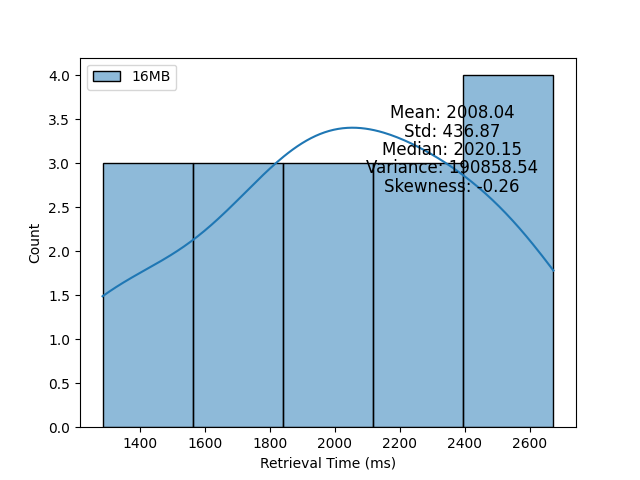 16MB
4.0
3.5
3.0
2.5
2.0
1.5
1.0
0.5
0.0
Count
Mean: 2008.04
Std: 436.87
Median: 2020.15
Variance: 190858.54
Skewness: -0.26
1400 1600 1800 2000 2200 2400 2600
Retrieval Time (ms)